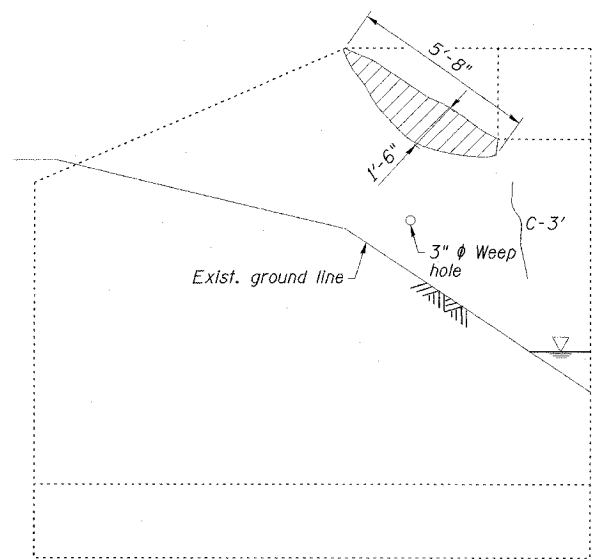 5'-8"
1'-6"
C-3'
3" ϕ Weep
hole
Exist. ground line